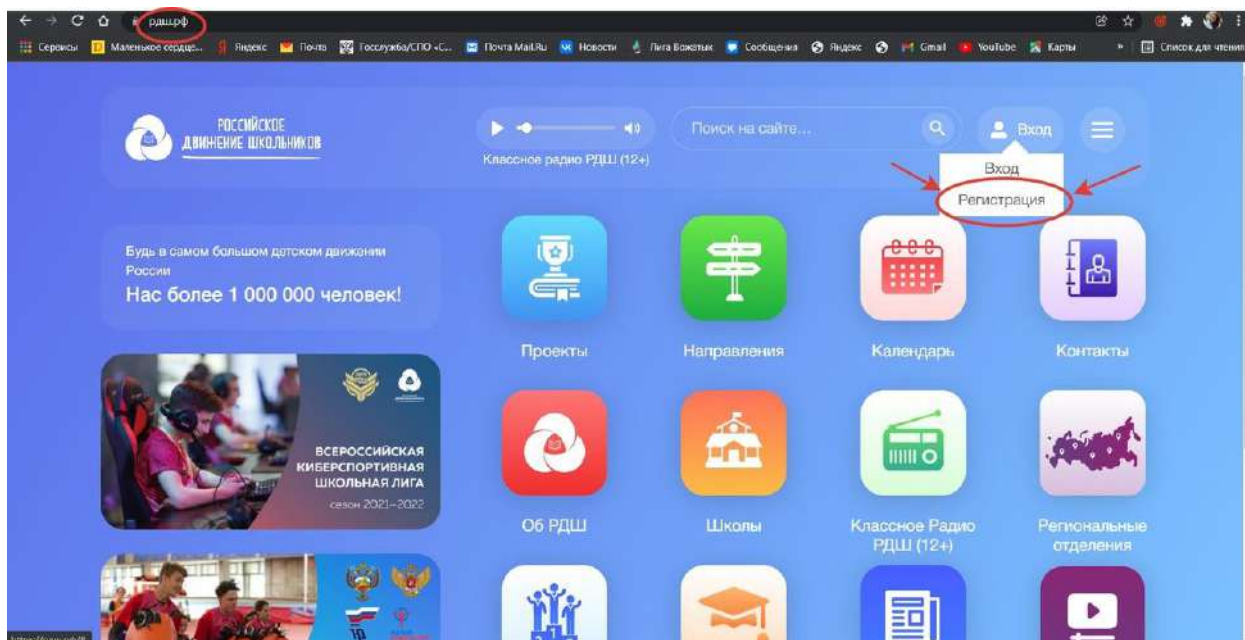 рдш.рф
Сервисы
Маленькое сердце...
Яндекс
Почта
Госслужба/СПО «С...
Почта Mail.Ru
Новости
Лига Вожатых
Сообщения
Яндекс
Gmail
YouTube
Карты
»
Список для чтения
РОССИЙСКОЕ
ДВИЖЕНИЕ ШКОЛЬНИКОВ
Классное радио РДШ (12+)
Поиск на сайте...
Вход
Вход
Регистрация
Будь в самом большом детском движении
России
Нас более 1 000 000 человек!
Проекты
Направления
Календарь
Контакты
ВСЕРОССИЙСКАЯ
КИБЕРСПОРТИВНАЯ
ШКОЛЬНАЯ ЛИГА
сезон 2021–2022
Об РДШ
Школы
Классное Радио
РДШ (12+)
Региональные
отделения